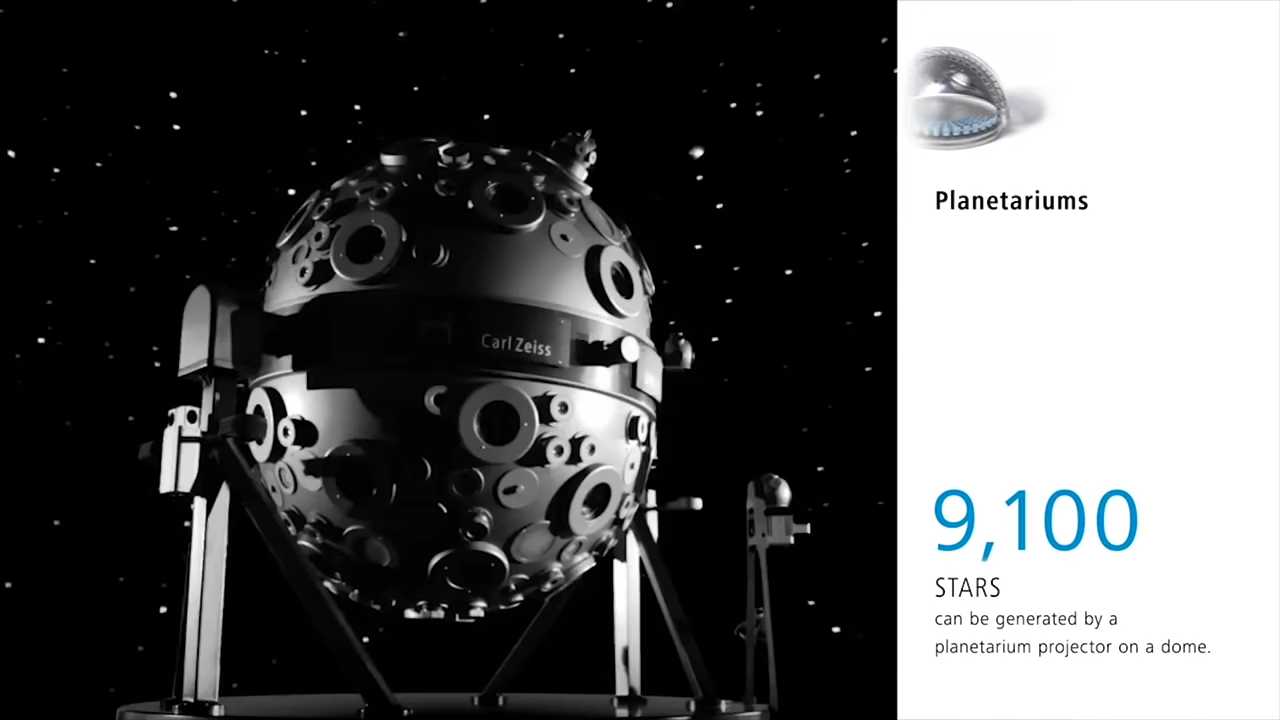 Carl Zeiss
Planetariums
9,100
STARS
can be generated by a
planetarium projector on a dome.